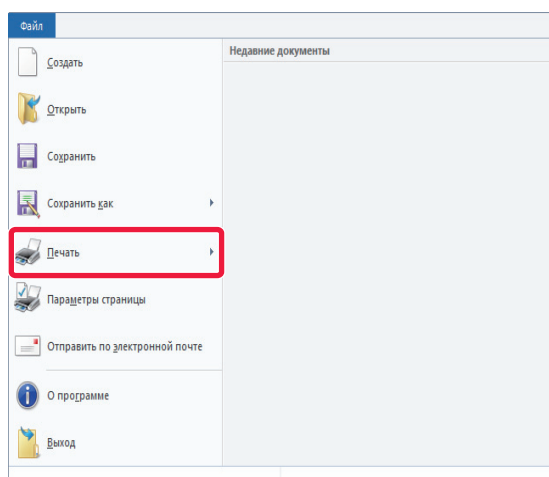 Файл
Недавние документы
Создать
Открыть
Сохранить
Сохранить как
Печать
Параметры страницы
Отправить по электронной почте
О программе
Выход